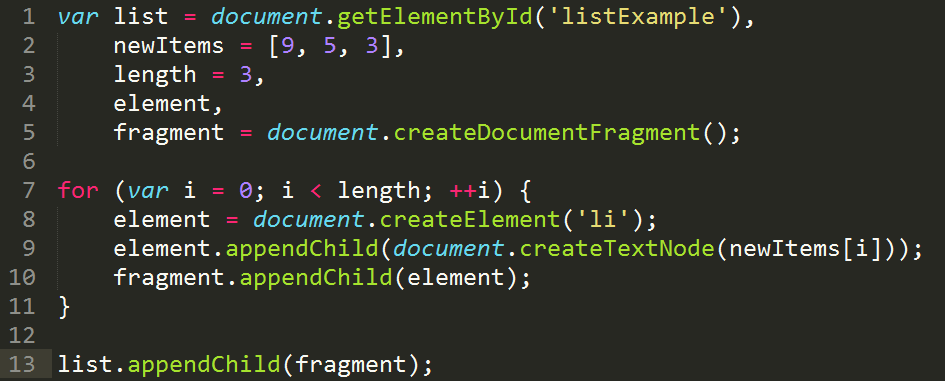 1 var list = document.getElementById('listExample'),
2     newItems = [9, 5, 3],
3     length = 3,
4     element,
5     fragment = document.createDocumentFragment();
6
7 for (var i = 0; i < length; ++i) {
8     element = document.createElement('li');
9     element.appendChild(document.createTextNode(newItems[i]));
10     fragment.appendChild(element);
11 }
12
13 list.appendChild(fragment);